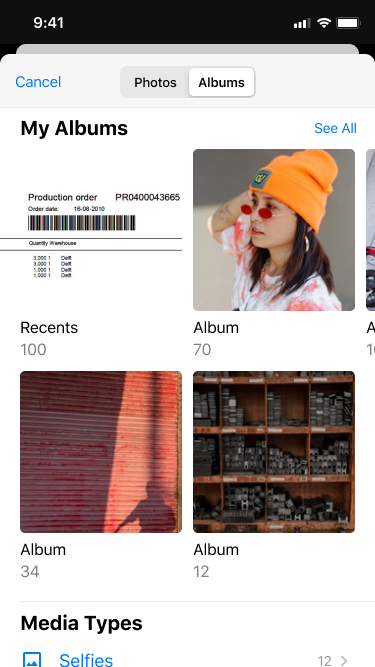 9:41
Cancel
Photos
Albums
My Albums
See All
Production order PR0400043665
Order date: 16-08-2010
Quantity Warehouse
3,000 1 Delft
3,000 1 Delft
1,000 1 Delft
1,000 1 Delft
Recents
100
Album
70
Album
34
Album
12
Media Types
Selfies
12